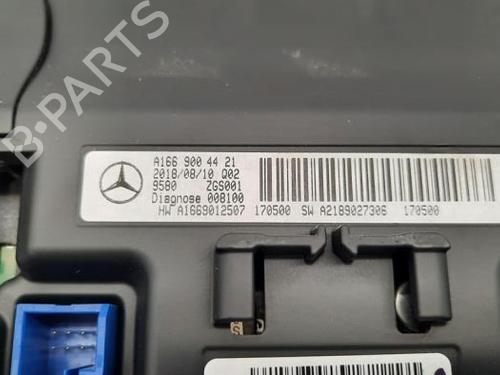 B-PARTS
A166 900 44 21
2018/08/10 Q02
9580 ZGS001
Diagnose 008100
HW A1669012507 170500 SW A2189027306 170500